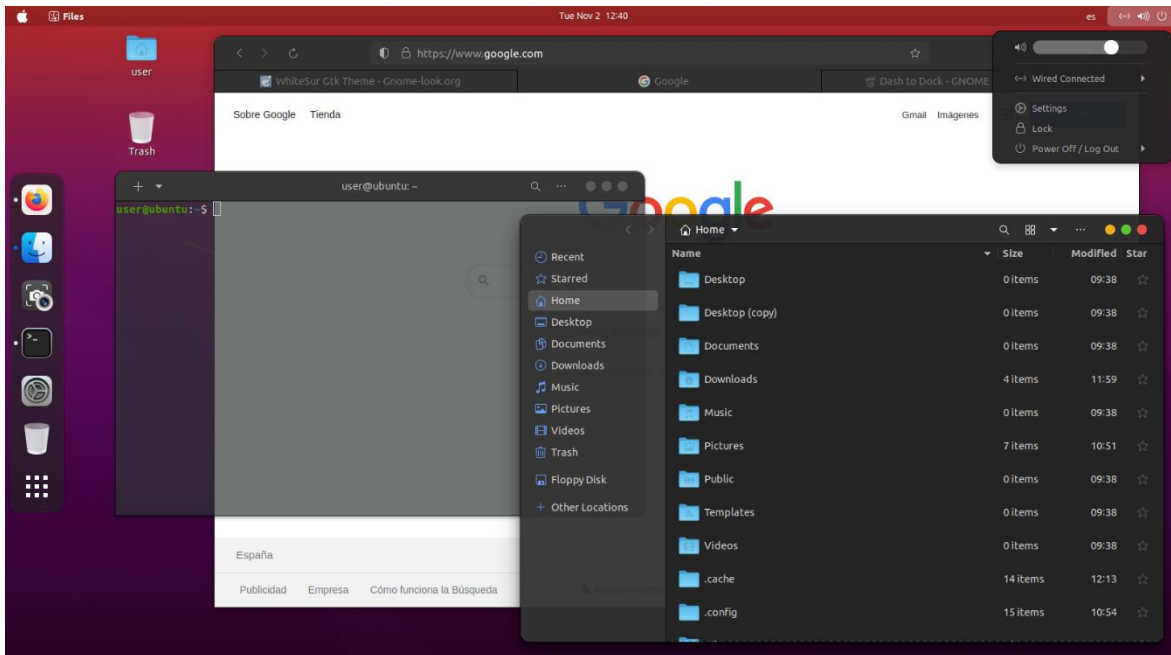 Files
Tue Nov 2 12:40
es
user
Trash
https://www.google.com
WhiteSur Gtk Theme - Gnome-look.org
Google
Dash to Dock - GNOME
Wired Connected
Settings
Lock
Power Off / Log Out
Sobre Google Tienda
Gmail Imágenes
user@ubuntu: ~
user@ubuntu:~$
Google
Home
Recent
Starred
Home
Desktop
Documents
Downloads
Music
Pictures
Videos
Trash
Floppy Disk
+ Other Locations
Name Size Modified Star
Desktop 0 items 09:38
Desktop (copy) 0 items 09:38
Documents 0 items 09:38
Downloads 4 items 11:59
Music 0 items 09:38
Pictures 7 items 10:51
Public 0 items 09:38
Templates 0 items 09:38
Videos 0 items 09:38
.cache 14 items 12:13
.config 15 items 10:54
España
Publicidad Empresa Cómo funciona la Búsqueda